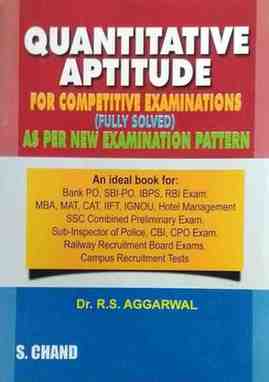 QUANTITATIVE
APTITUDE
FOR COMPETITIVE EXAMINATIONS
(FULLY SOLVED)
AS PER NEW EXAMINATION PATTERN
An ideal book for:
Bank PO, SBI-PO, IBPS, RBI Exam.
MBA, MAT, CAT, IIFT, IGNOU, Hotel Management
SSC Combined Preliminary Exam.
Sub-Inspector of Police, CBI, CPO Exam.
Railway Recruitment Board Exams.
Campus Recruitment Tests
Dr. R.S. AGGARWAL
S. CHAND